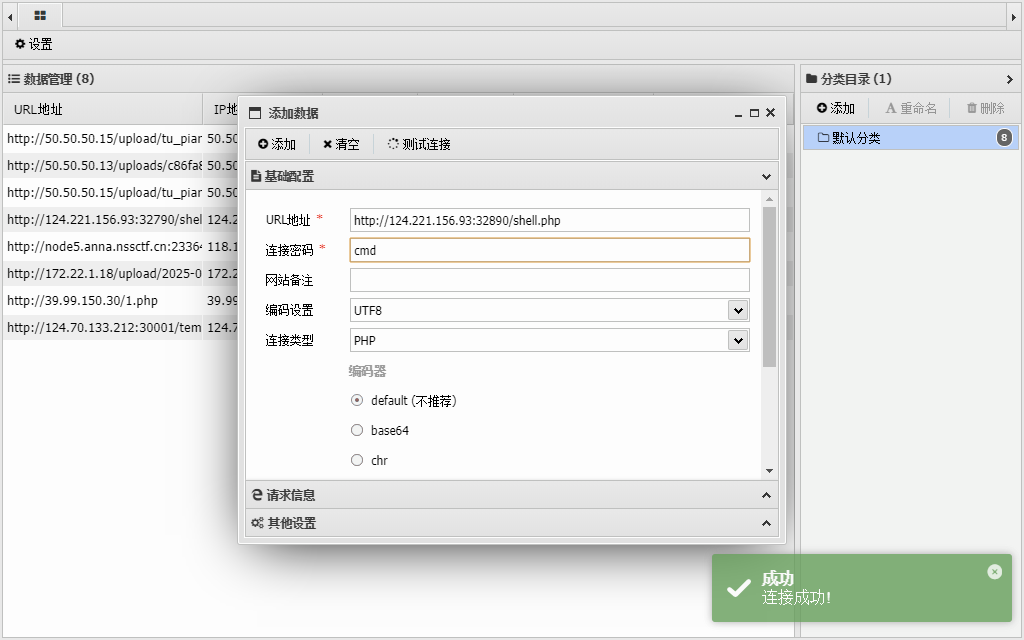 设置
数据管理 (8)
URL地址
IP地
http://50.50.50.15/upload/tu_pian
50.50
http://50.50.50.13/uploads/c86fa8
50.50
http://50.50.50.15/upload/tu_pian
50.50
http://124.221.156.93:32790/shel
124.2
http://node5.anna.nssctf.cn:23364
118.1
http://172.22.1.18/upload/2025-0
172.2
http://39.99.150.30/1.php
39.99
http://124.70.133.212:30001/tem
124.7
添加数据
添加
清空
测试连接
基础配置
URL地址 *
http://124.221.156.93:32890/shell.php
连接密码 *
cmd
网站备注
编码设置
UTF8
连接类型
PHP
编码器
default (不推荐)
base64
chr
请求信息
其他设置
分类目录 (1)
添加
重命名
删除
默认分类
8
成功
连接成功!